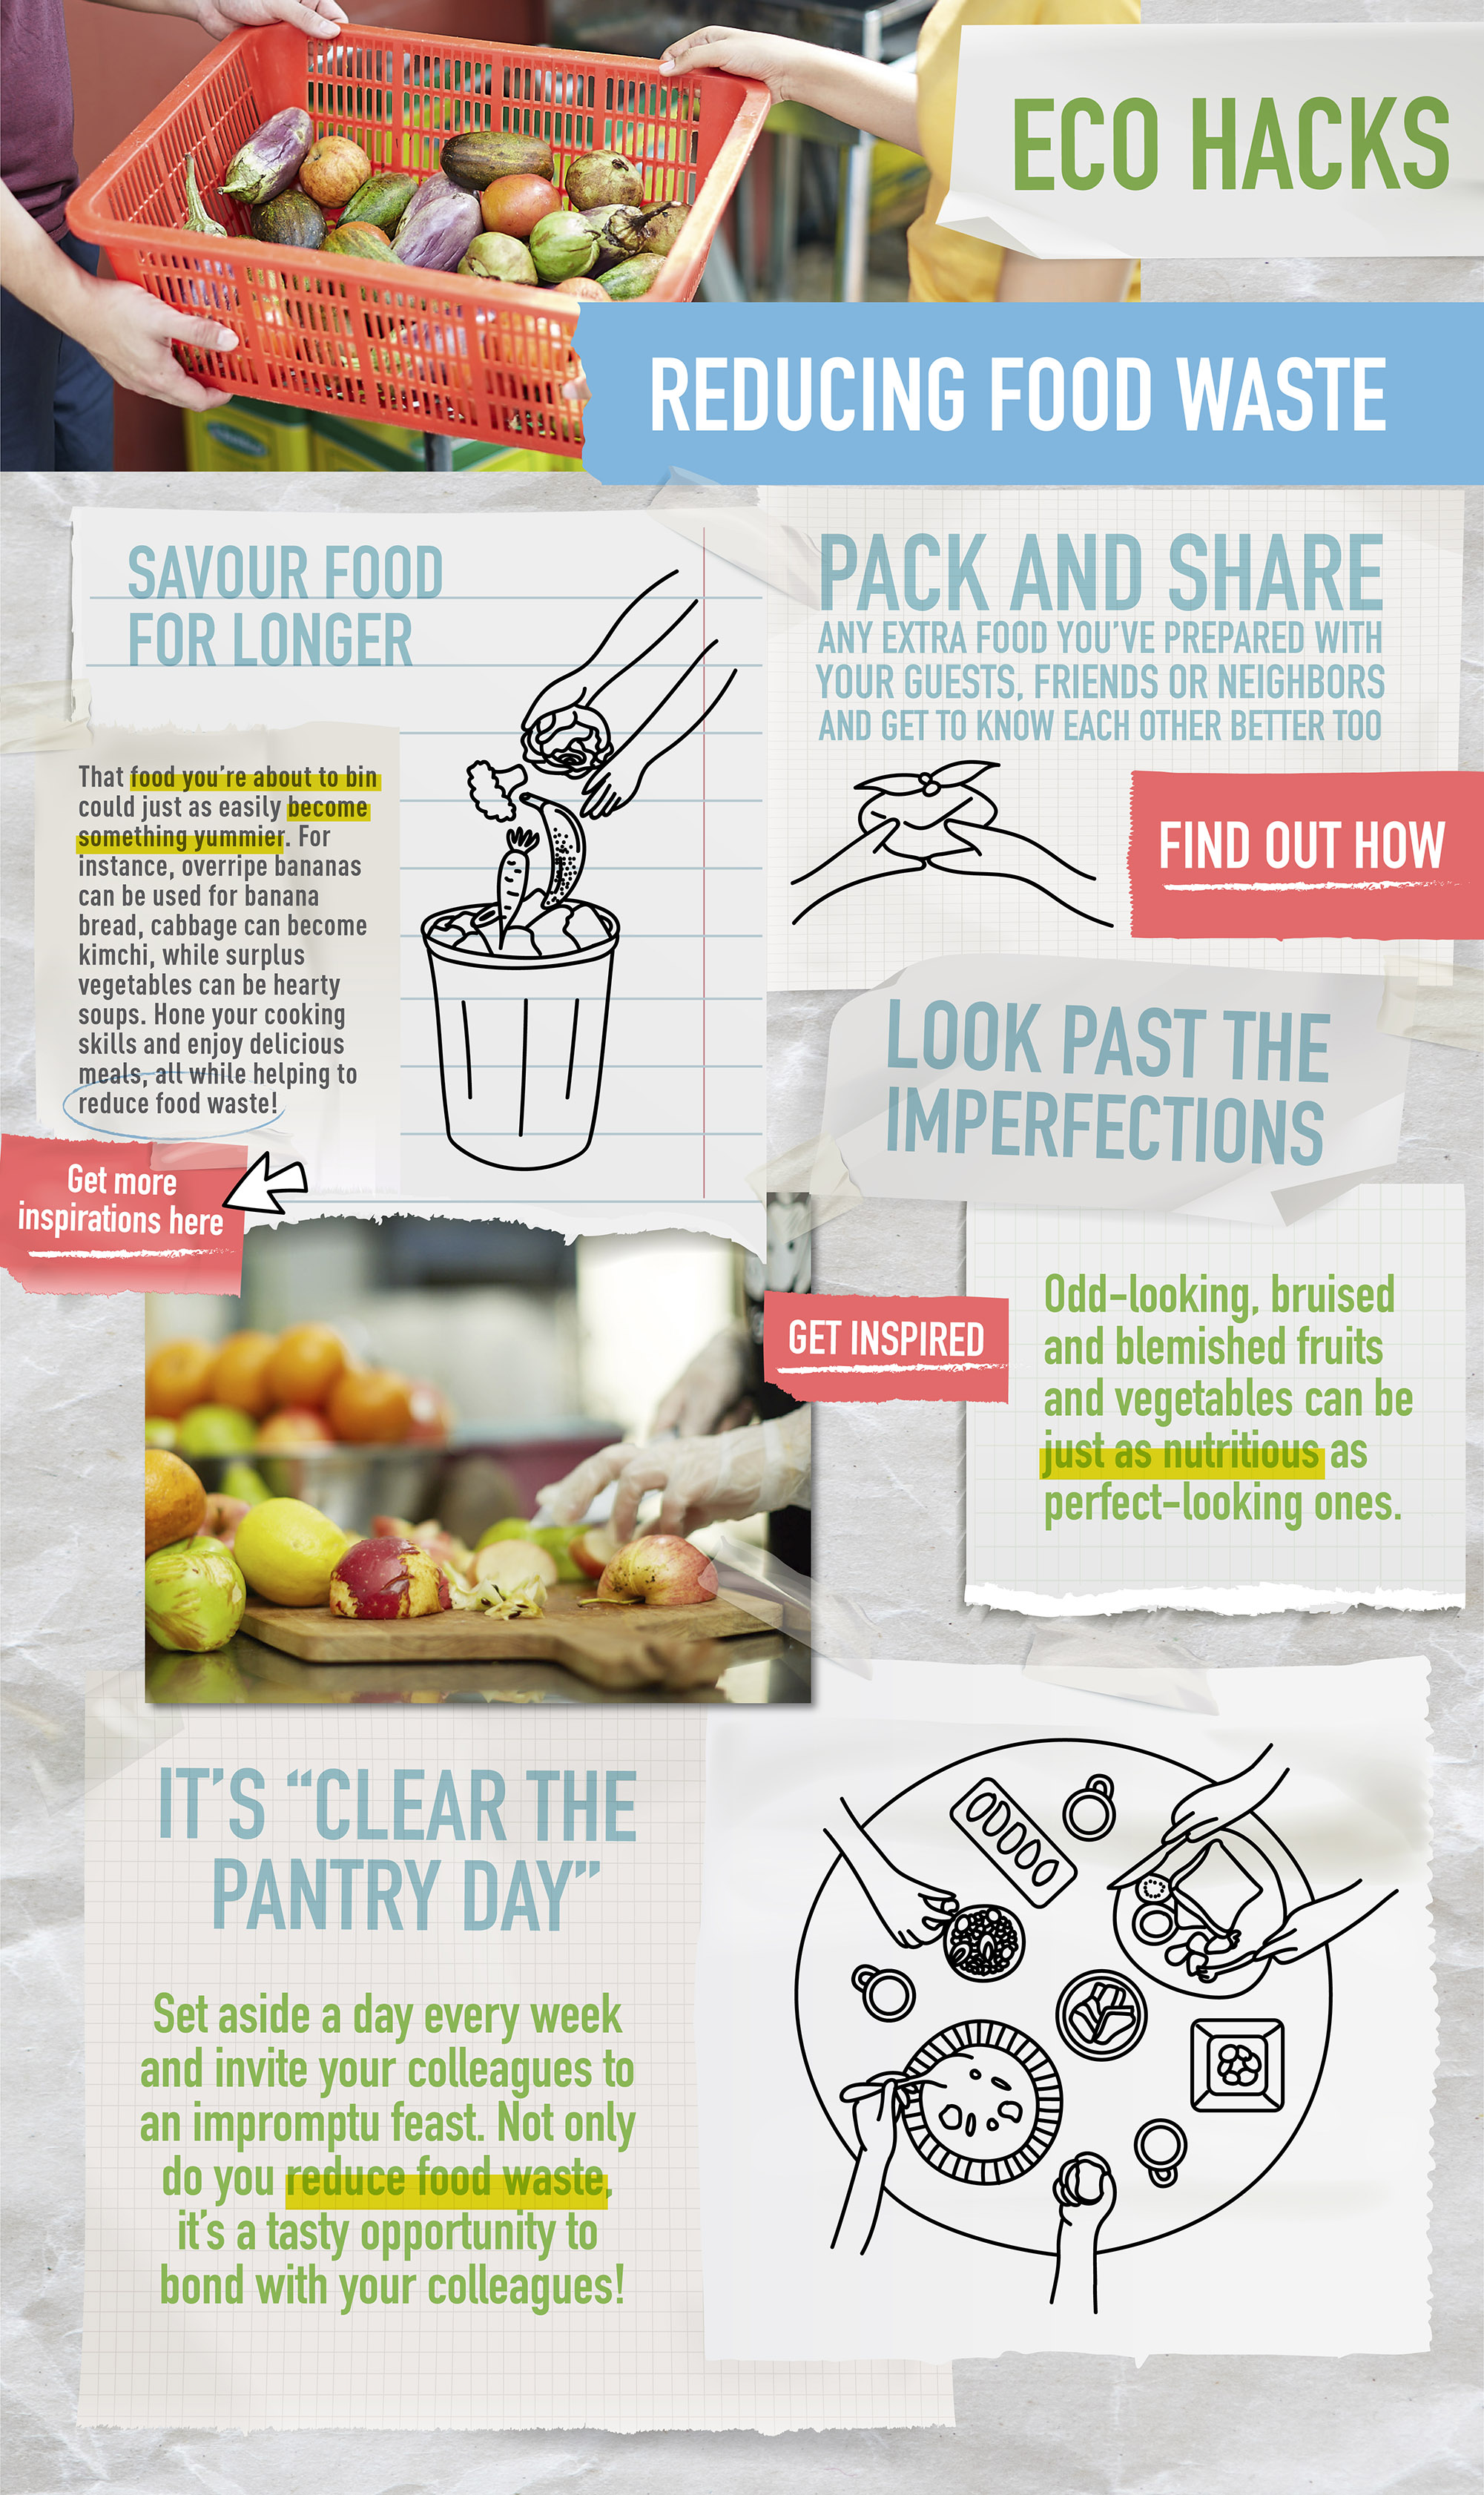 ECO HACKS
REDUCING FOOD WASTE
SAVOUR FOOD
FOR LONGER
That food you're about to bin
could just as easily become
something yummier. For
instance, overripe bananas
can be used for banana
bread, cabbage can become
kimchi, while surplus
vegetables can be hearty
soups. Hone your cooking
skills and enjoy delicious
meals, all while helping to
reduce food waste!
Get more
inspirations here
PACK AND SHARE
ANY EXTRA FOOD YOU'VE PREPARED WITH
YOUR GUESTS, FRIENDS OR NEIGHBORS
AND GET TO KNOW EACH OTHER BETTER TOO
FIND OUT HOW
LOOK PAST THE
IMPERFECTIONS
GET INSPIRED
Odd-looking, bruised
and blemished fruits
and vegetables can be
just as nutritious as
perfect-looking ones.
IT'S "CLEAR THE
PANTRY DAY"
Set aside a day every week
and invite your colleagues to
an impromptu feast. Not only
do you reduce food waste,
it's a tasty opportunity to
bond with your colleagues!